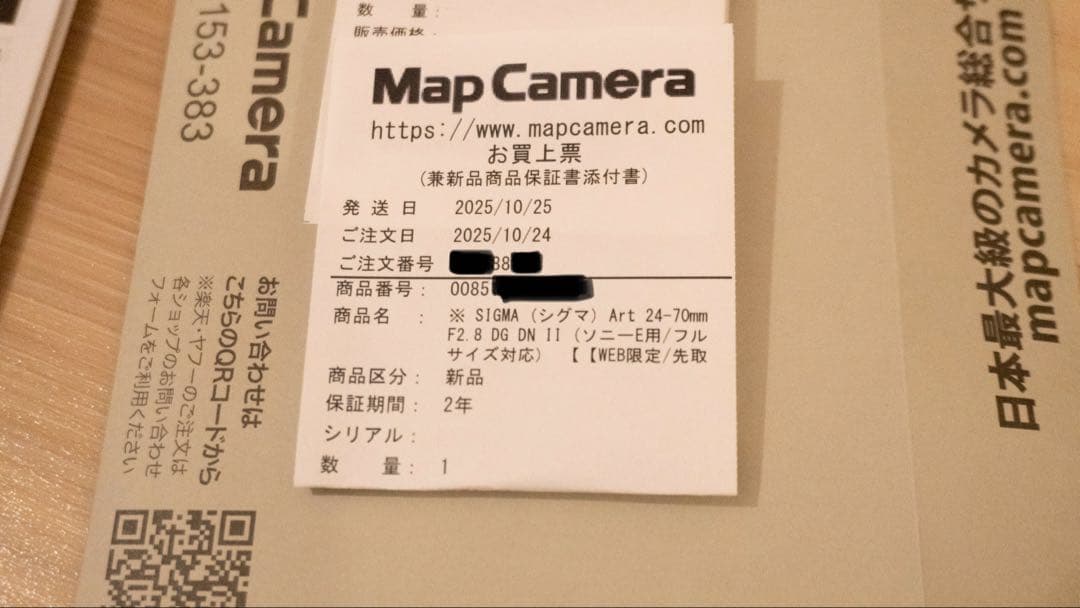 数 量:
販売価格:
Map Camera
https://www.mapcamera.com
お買上票
(兼新品商品保証書添付書)
発 送 日 2025/10/25
ご注文日 2025/10/24
ご注文番号 38
商品番号: 0085
商品名 : ※ SIGMA (シグマ) Art 24-70mm
F2.8 DG DN II (ソニーE用/フル
サイズ対応) 【【WEB限定/先取
商品区分: 新品
保証期間: 2年
シリアル:
数 量: 1
Camera
153-383
お問い合わせは
こちらのQRコードから
※楽天・ヤフーのご注文は
各ショップのお問い合わせ
フォームをご利用ください
日本最大級のカメラ総合サ
mapcamera.com